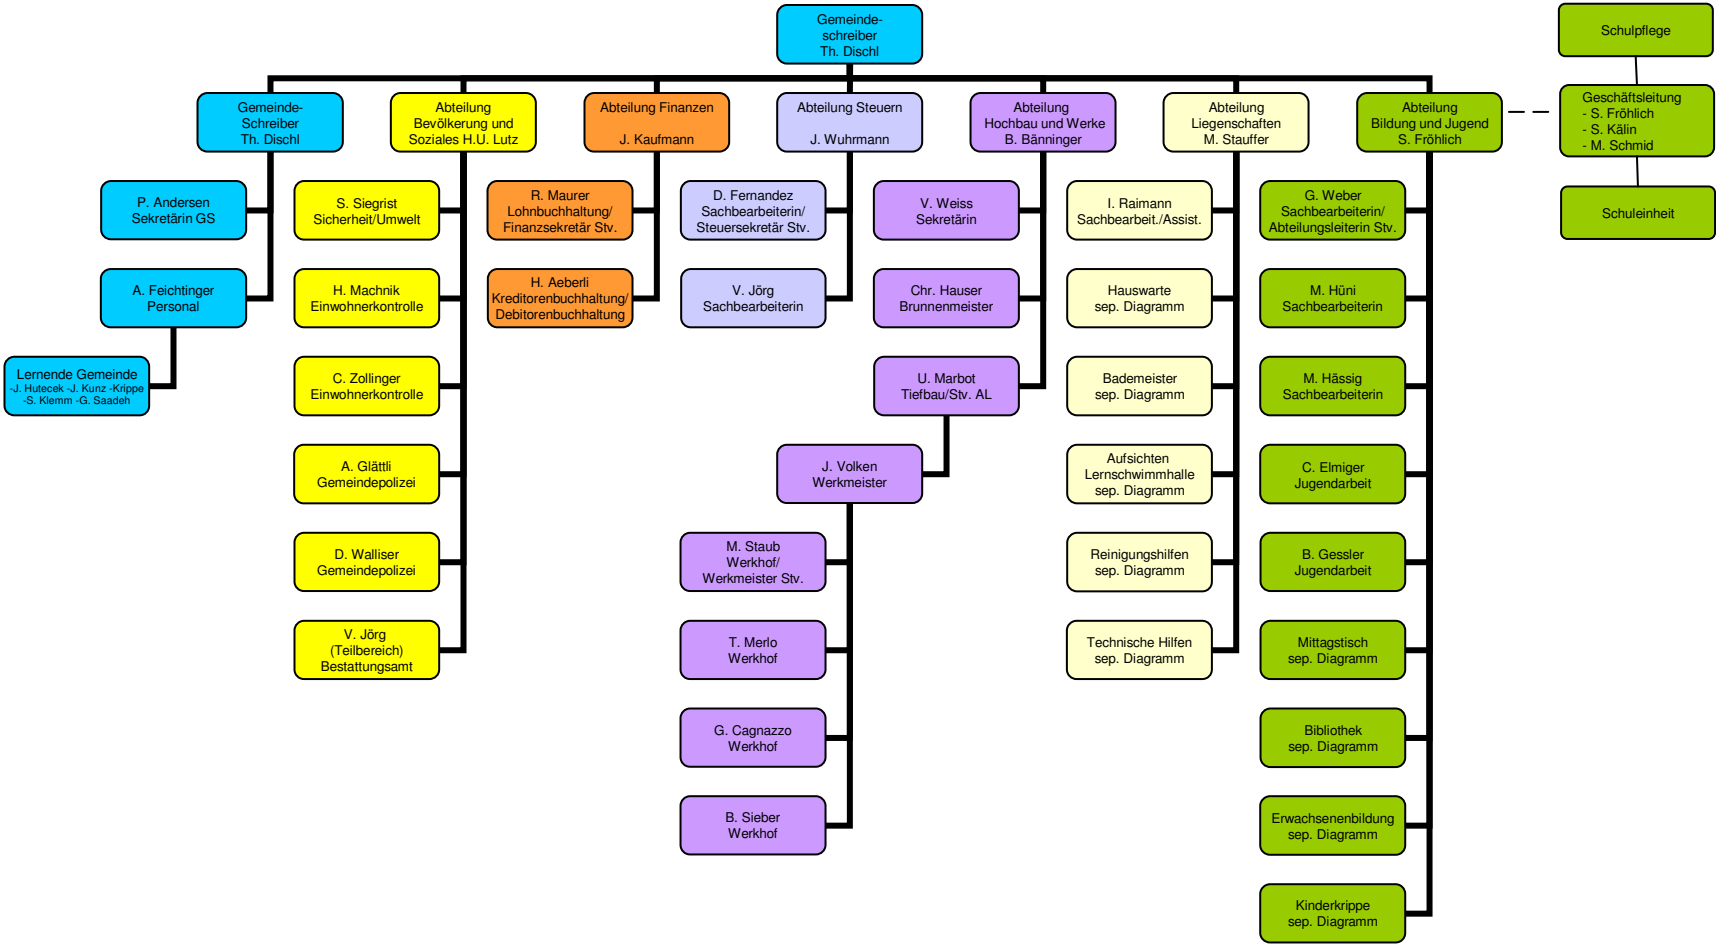 Gemeinde-
schreiber
Th. Dischl
Schulpflege
Gemeinde-
Schreiber
Th. Dischl
Abteilung
Bevölkerung und
Soziales H.U. Lutz
Abteilung Finanzen
J. Kaufmann
Abteilung Steuern
J. Wuhrmann
Abteilung
Hochbau und Werke
B. Bänninger
Abteilung
Liegenschaften
M. Stauffer
Abteilung
Bildung und Jugend
S. Fröhlich
Geschäftsleitung
- S. Fröhlich
- S. Kälin
- M. Schmid
Schuleinheit
P. Andersen
Sekretärin GS
A. Feichtinger
Personal
Lernende Gemeinde
-J. Hutecek -J. Kunz -Krippe
-S. Klemm -G. Saadeh
S. Siegrist
Sicherheit/Umwelt
H. Machnik
Einwohnerkontrolle
C. Zollinger
Einwohnerkontrolle
A. Glättli
Gemeindepolizei
D. Walliser
Gemeindepolizei
V. Jörg
(Teilbereich)
Bestattungsamt
R. Maurer
Lohnbuchhaltung/
Finanzsekretär Stv.
H. Aeberli
Kreditorenbuchhaltung/
Debitorenbuchhaltung
D. Fernandez
Sachbearbeiterin/
Steuersekretär Stv.
V. Jörg
Sachbearbeiterin
V. Weiss
Sekretärin
Chr. Hauser
Brunnenmeister
U. Marbot
Tiefbau/Stv. AL
J. Volken
Werkmeister
M. Staub
Werkhof/
Werkmeister Stv.
T. Merlo
Werkhof
G. Cagnazzo
Werkhof
B. Sieber
Werkhof
I. Raimann
Sachbearbeit./Assist.
Hauswarte
sep. Diagramm
Bademeister
sep. Diagramm
Aufsichten
Lernschwimmhalle
sep. Diagramm
Reinigungshilfen
sep. Diagramm
Technische Hilfen
sep. Diagramm
G. Weber
Sachbearbeiterin/
Abteilungsleiterin Stv.
M. Hüni
Sachbearbeiterin
M. Hässig
Sachbearbeiterin
C. Elmiger
Jugendarbeit
B. Gessler
Jugendarbeit
Mittagstisch
sep. Diagramm
Bibliothek
sep. Diagramm
Erwachsenenbildung
sep. Diagramm
Kinderkrippe
sep. Diagramm